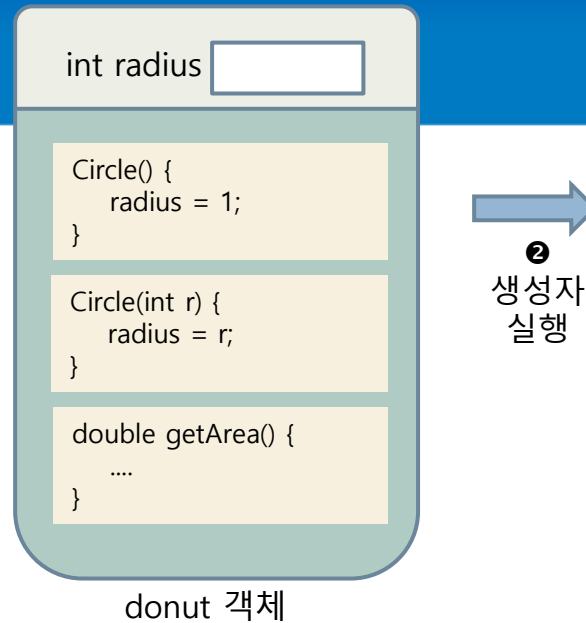 int radius
Circle() {
radius = 1;
}
Circle(int r) {
radius = r;
}
double getArea() {
....
}
donut 객체
❷
생성자
실행